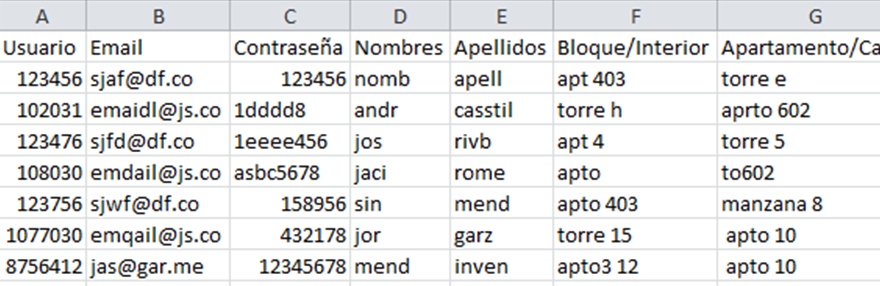 A B C D E F G
Usuario Email Contraseña Nombres Apellidos Bloque/Interior Apartamento/Ca
123456 sjaf@df.co 123456 nomb apell apt 403 torre e
102031 emaidl@js.co 1dddd8 andr casstil torre h aprto 602
123476 sjfd@df.co 1eeee456 jos rivb apt 4 torre 5
108030 emdail@js.co asbc5678 jaci rome apto to602
123756 sjwf@df.co 158956 sin mend apto 403 manzana 8
1077030 emqail@js.co 432178 jor garz torre 15 apto 10
8756412 jas@gar.me 12345678 mend inven apto3 12 apto 10